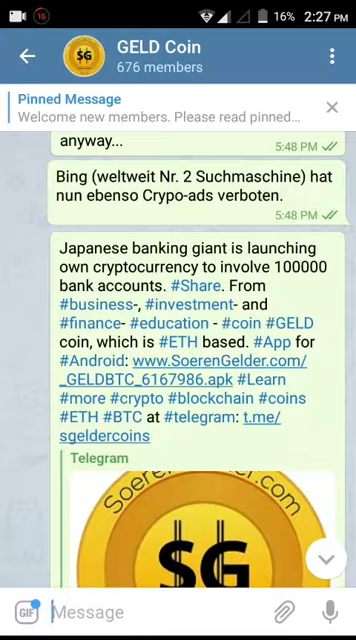 16
16%
2:27 PM
$G
GELD Coin
676 members
Pinned Message
Welcome new members. Please read pinned...
anyway...
5:48 PM
Bing (weltweit Nr. 2 Suchmaschine) hat
nun ebenso Crypo-ads verboten.
5:48 PM
Japanese banking giant is launching
own cryptocurrency to involve 100000
bank accounts. #Share. From
#business-, #investment- and
#finance- #education - #coin #GELD
coin, which is #ETH based. #App for
#Android: www.SoerenGelder.com/
_GELDBTC_6167986.apk #Learn
#more #crypto #blockchain #coins
#ETH #BTC at #telegram: t.me/
sgeldercoins
Telegram
SoerenGelder.com
$G
GIF
Message